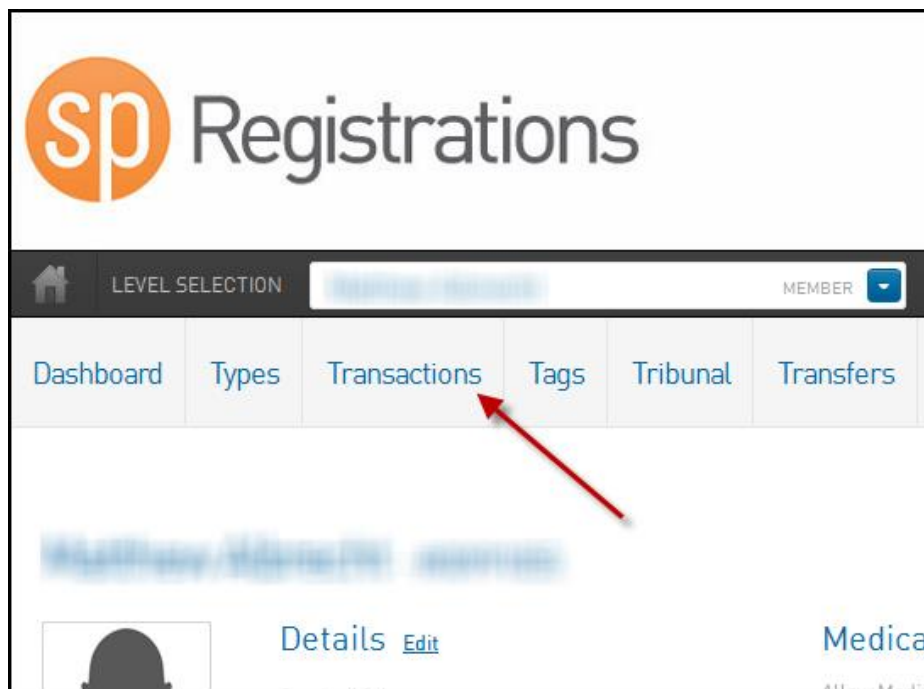 sp Registrations
LEVEL SELECTION MEMBER
Dashboard Types Transactions Tags Tribunal Transfers
Details Edit Medica